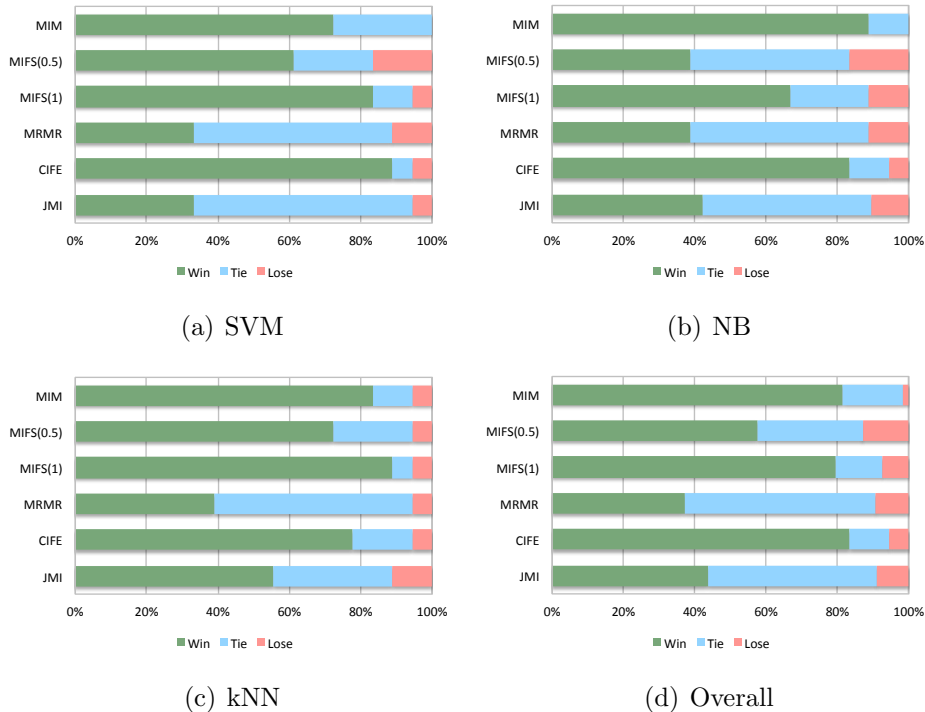 MIM
MIFS(0.5)
MIFS(1)
MRMR
CIFE
JMI
0% 20% 40% 60% 80% 100%
Win Tie Lose
(a) SVM
MIM
MIFS(0.5)
MIFS(1)
MRMR
CIFE
JMI
0% 20% 40% 60% 80% 100%
Win Tie Lose
(b) NB
MIM
MIFS(0.5)
MIFS(1)
MRMR
CIFE
JMI
0% 20% 40% 60% 80% 100%
Win Tie Lose
(c) kNN
MIM
MIFS(0.5)
MIFS(1)
MRMR
CIFE
JMI
0% 20% 40% 60% 80% 100%
Win Tie Lose
(d) Overall